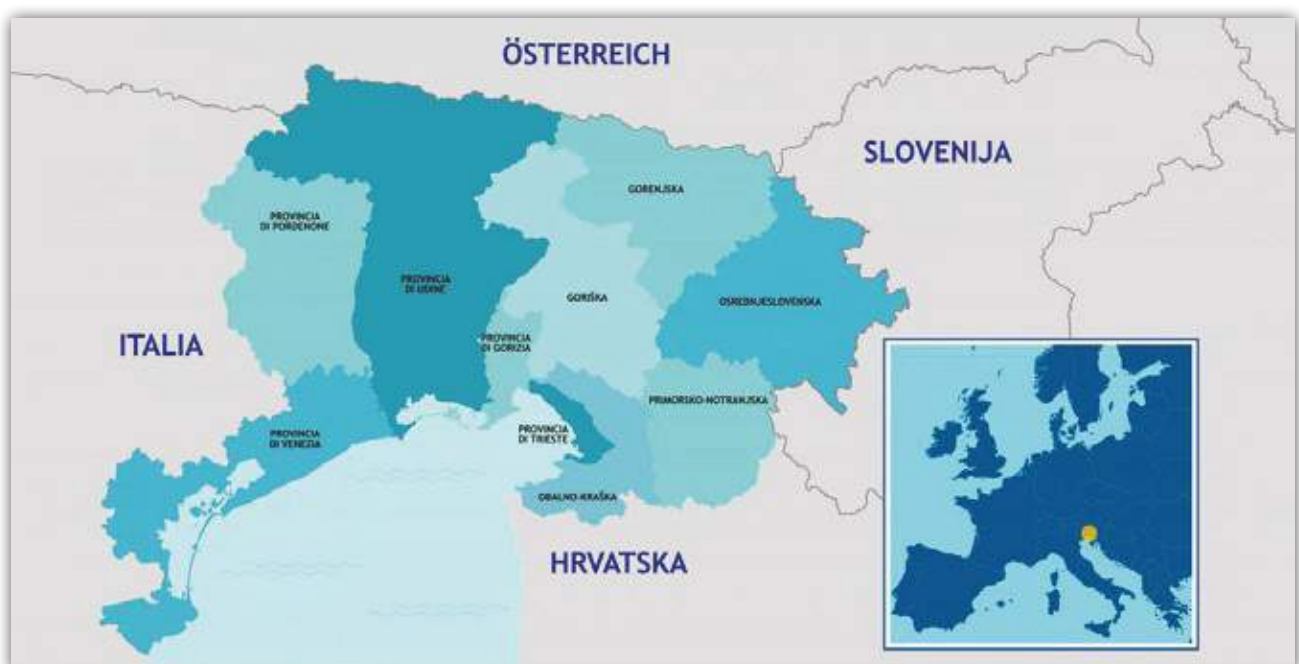 ÖSTERREICH
SLOVENIJA
GORENJSKA
PROVINCIA
DI PORDENONE
PROVINCIA
DI UDINE
GORIŠKA
OSREDNJESLOVENSKA
ITALIA
PROVINCIA
DI GORIZIA
PRIMORSKO-NOTRANJSKA
PROVINCIA
DI VENEZIA
PROVINCIA
DI TRIESTE
OBALNO-KRAŠKA
HRVATSKA